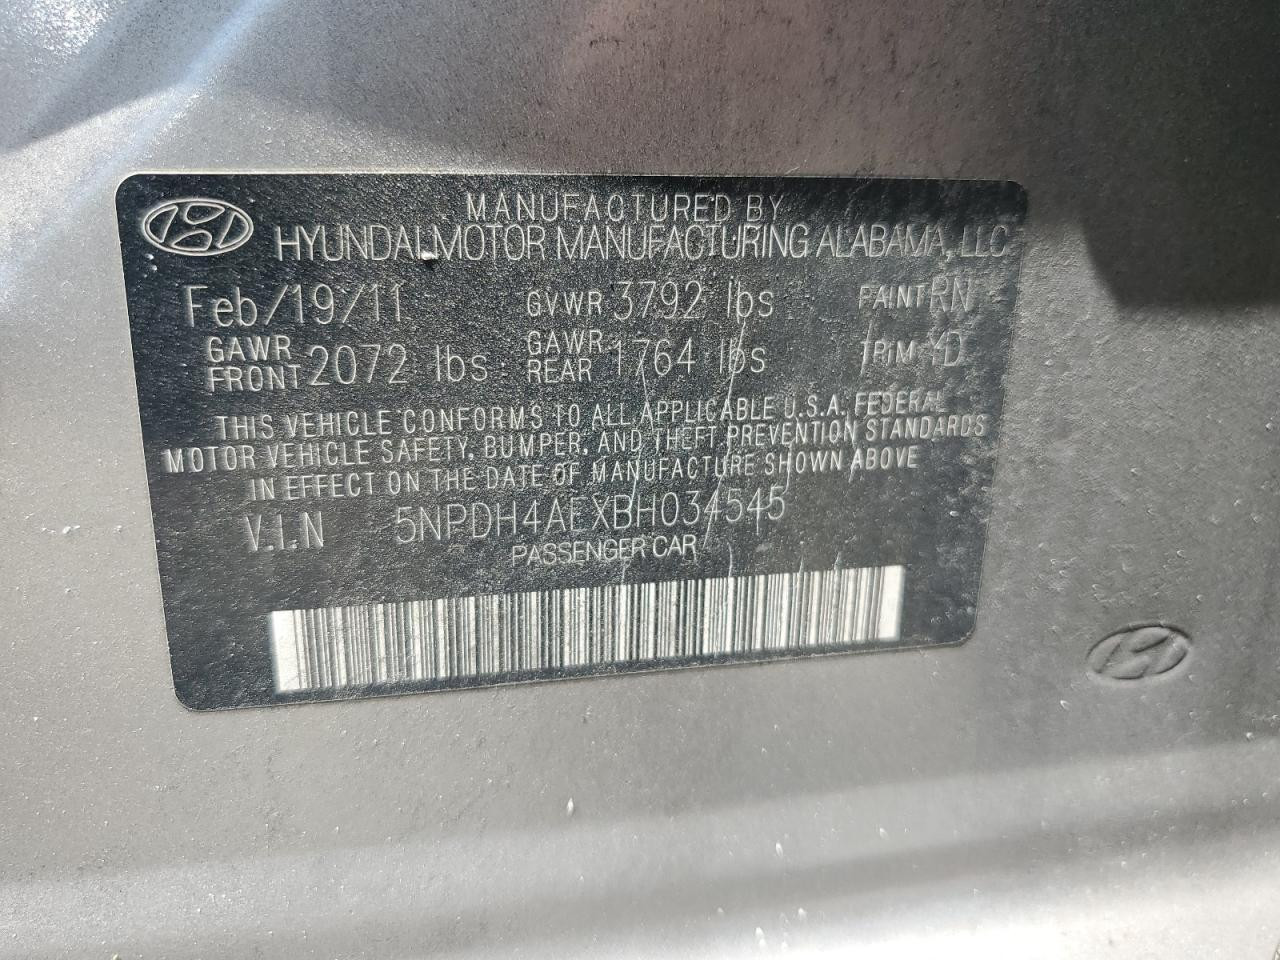 MANUFACTURED BY
HYUNDAI MOTOR MANUFACTURING ALABAMA, LLC
Feb/19/11 GVWR 3792 lbs PAINT RN
GAWR FRONT 2072 lbs GAWR REAR 1764 lbs TRIM YD
THIS VEHICLE CONFORMS TO ALL APPLICABLE U.S.A. FEDERAL
MOTOR VEHICLE SAFETY, BUMPER, AND THEFT PREVENTION STANDARDS
IN EFFECT ON THE DATE OF MANUFACTURE SHOWN ABOVE
V.I.N 5NPDH4AEXBH034545
PASSENGER CAR